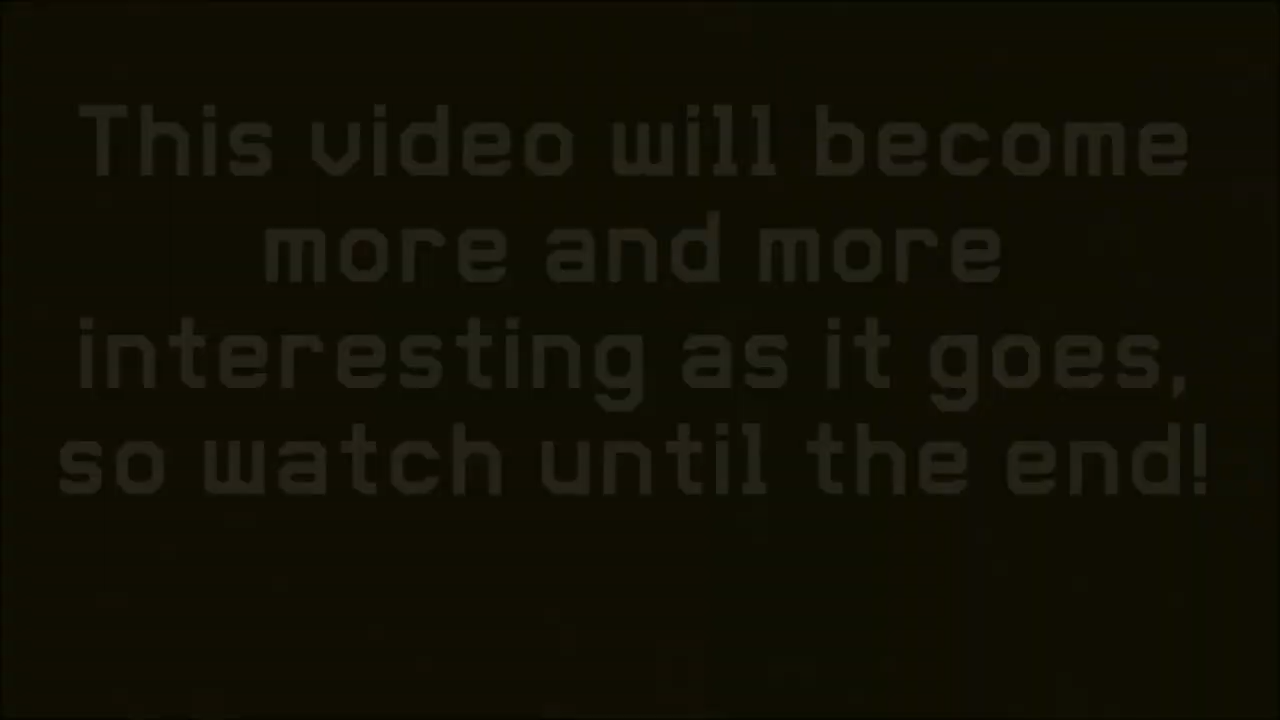 This video will become
more and more
interesting as it goes,
so watch until the end!